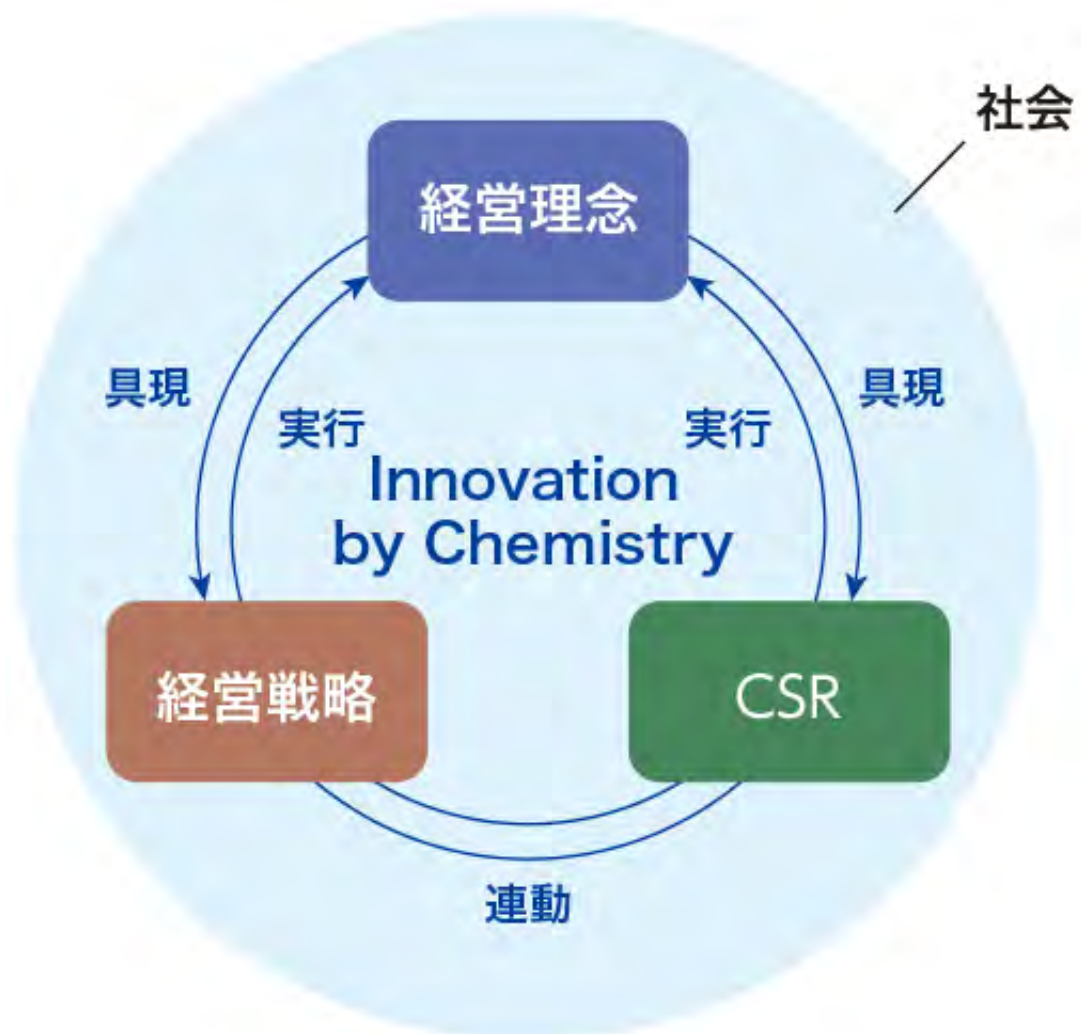 社会
経営理念
具現
具現
実行
実行
Innovation
by Chemistry
経営戦略
CSR
連動